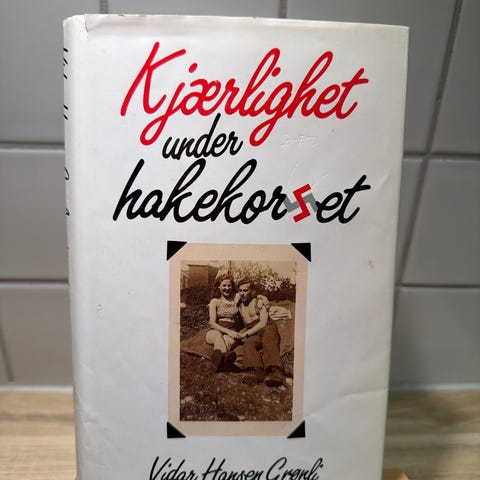 Kjærlighet
under
hakekorset
Vidar Hansen Grønli